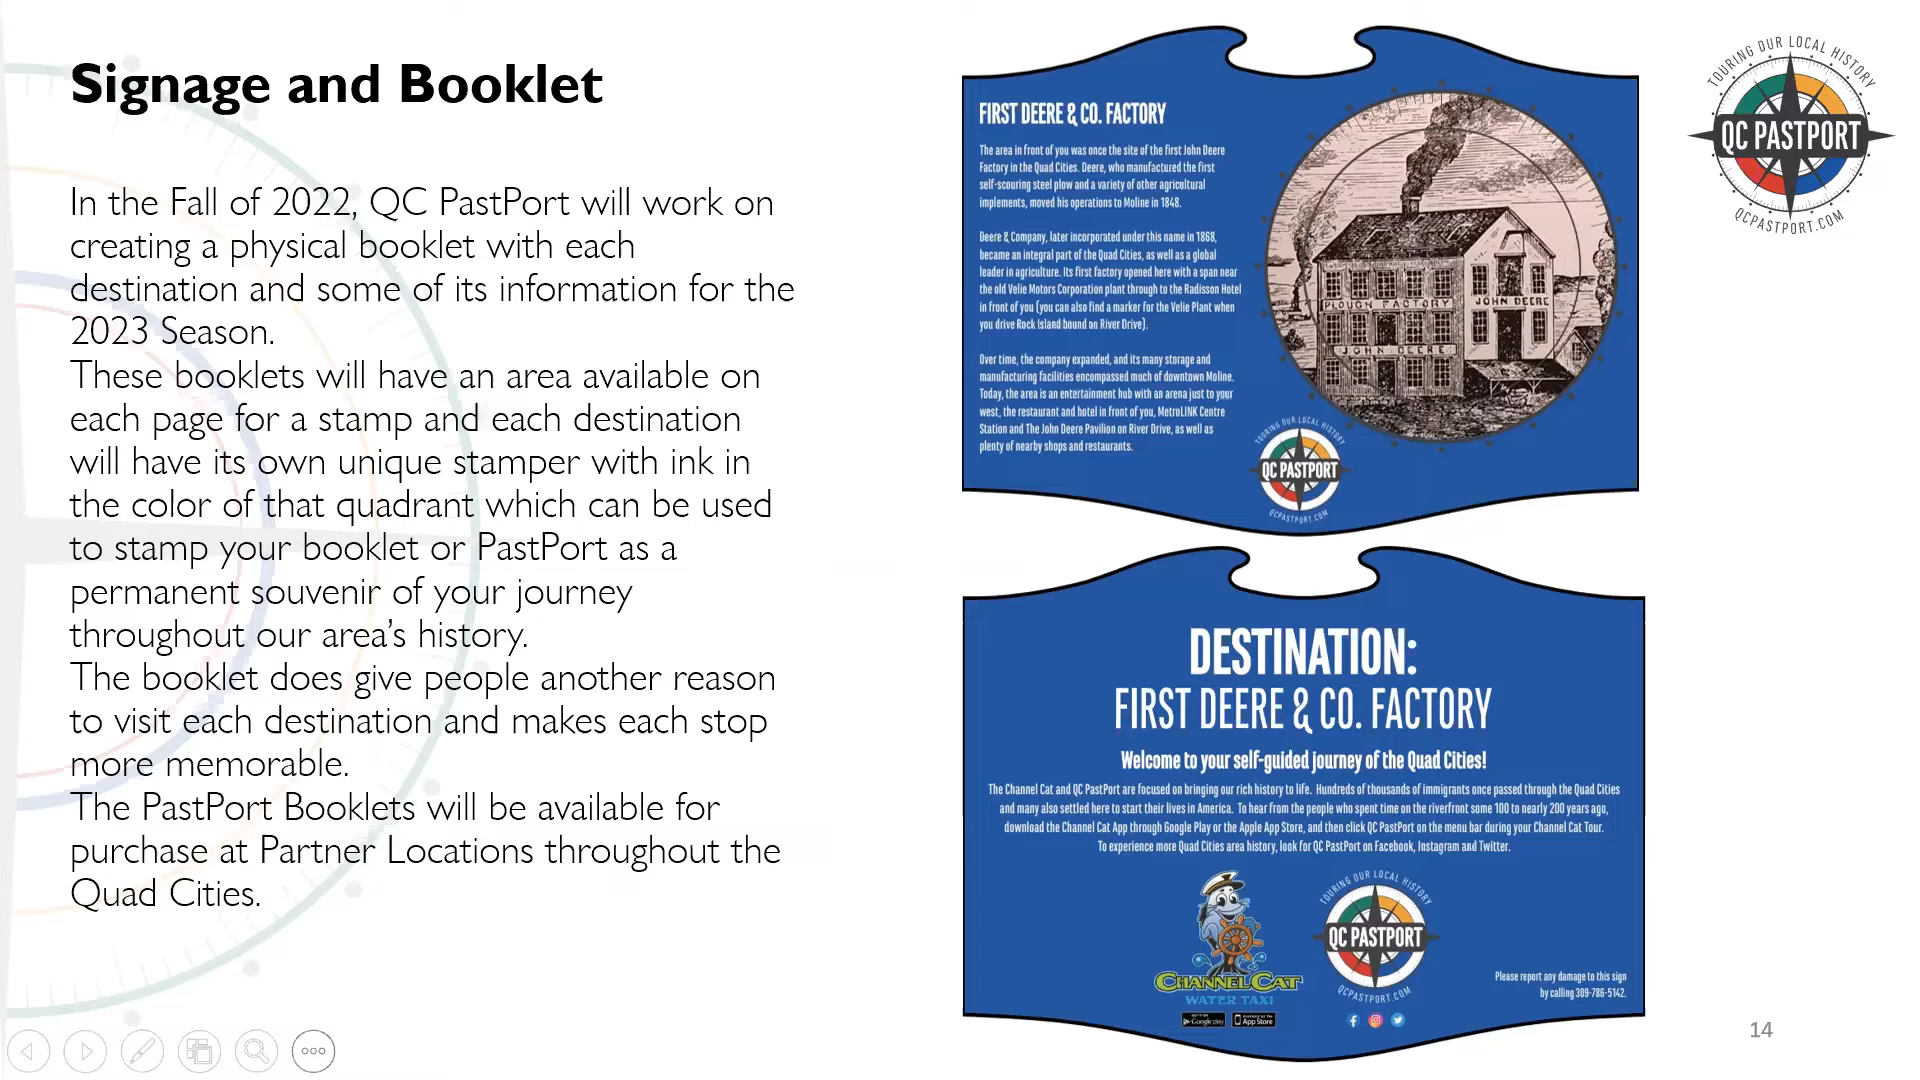 Signage and Booklet
In the Fall of 2022, QC PastPort will work on
creating a physical booklet with each
destination and some of its information for the
2023 Season.
These booklets will have an area available on
each page for a stamp and each destination
will have its own unique stamper with ink in
the color of that quadrant which can be used
to stamp your booklet or PastPort as a
permanent souvenir of your journey
throughout our area's history.
The booklet does give people another reason
to visit each destination and makes each stop
more memorable.
The PastPort Booklets will be available for
purchase at Partner Locations throughout the
Quad Cities.
FIRST DEERE & CO. FACTORY
The area in front of you was once the site of the first John Deere
Factory in the Quad Cities. Deere, who manufactured the first
self-scouring steel plow and a variety of other agricultural
implements, moved his operations to Moline in 1848.
Deere & Company, later incorporated under this name in 1868,
became an integral part of the Quad Cities, as well as a global
leader in agriculture. Its first factory opened here with a span near
the old Velie Motors Corporation plant through to the Radisson Hotel
in front of you (you can also find a marker for the Velie Plant when
you drive Rock Island bound on River Drive).
Over time, the company expanded, and its many storage and
manufacturing facilities encompassed much of downtown Moline.
Today, the area is an entertainment hub with an arena just to your
west, the restaurant and hotel in front of you, MetroLINK Centre
Station and The John Deere Pavilion on River Drive, as well as
plenty of nearby shops and restaurants.
PLOUGH FACTORY
JOHN DEERE
JOHN DEERE.
TOURING OUR LOCAL HISTORY
QC PASTPORT
QCPASTPORT.COM
TOURING OUR LOCAL HISTORY
QC PASTPORT
QCPASTPORT.COM
DESTINATION:
FIRST DEERE & CO. FACTORY
Welcome to your self-guided journey of the Quad Cities!
The Channel Cat and QC PastPort are focused on bringing our rich history to life. Hundreds of thousands of immigrants once passed through the Quad Cities
and many also settled here to start their lives in America. To hear from the people who spent time on the riverfront some 100 to nearly 200 years ago,
download the Channel Cat App through Google Play or the Apple App Store, and then click QC PastPort on the menu bar during your Channel Cat Tour.
To experience more Quad Cities area history, look for QC PastPort on Facebook, Instagram and Twitter.
CHANNEL CAT
WATER TAXI
Google play
App Store
TOURING OUR LOCAL HISTORY
QC PASTPORT
QCPASTPORT.COM
Please report any damage to this sign
by calling 309-786-5142.
14